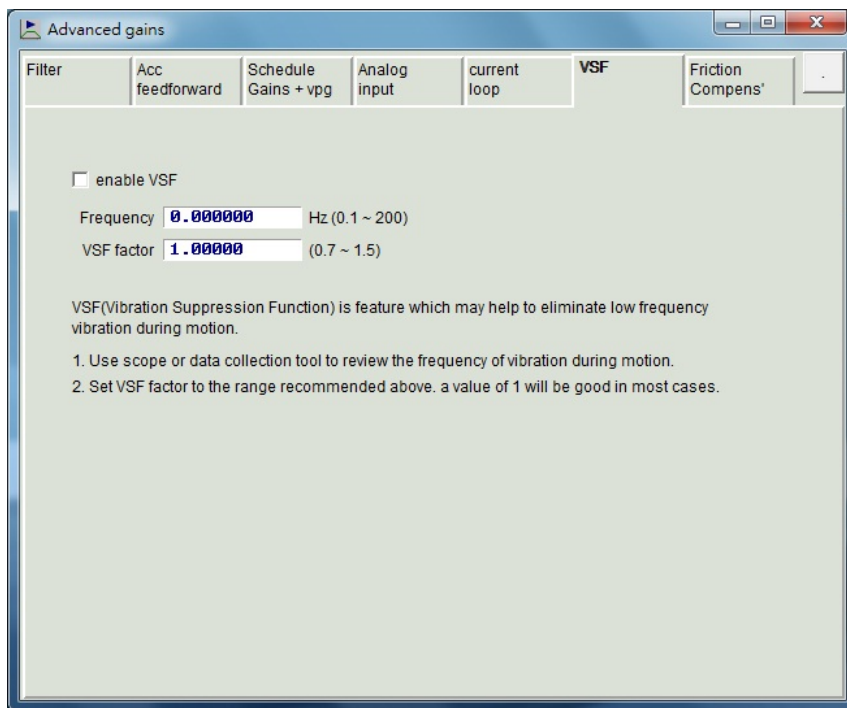 Advanced gains
Filter
Acc
feedforward
Schedule
Gains + vpg
Analog
input
current
loop
VSF
Friction
Compens'
.
enable VSF
Frequency 0.000000 Hz (0.1 ~ 200)
VSF factor 1.00000 (0.7 ~ 1.5)
VSF(Vibration Suppression Function) is feature which may help to eliminate low frequency
vibration during motion.
1. Use scope or data collection tool to review the frequency of vibration during motion.
2. Set VSF factor to the range recommended above. a value of 1 will be good in most cases.